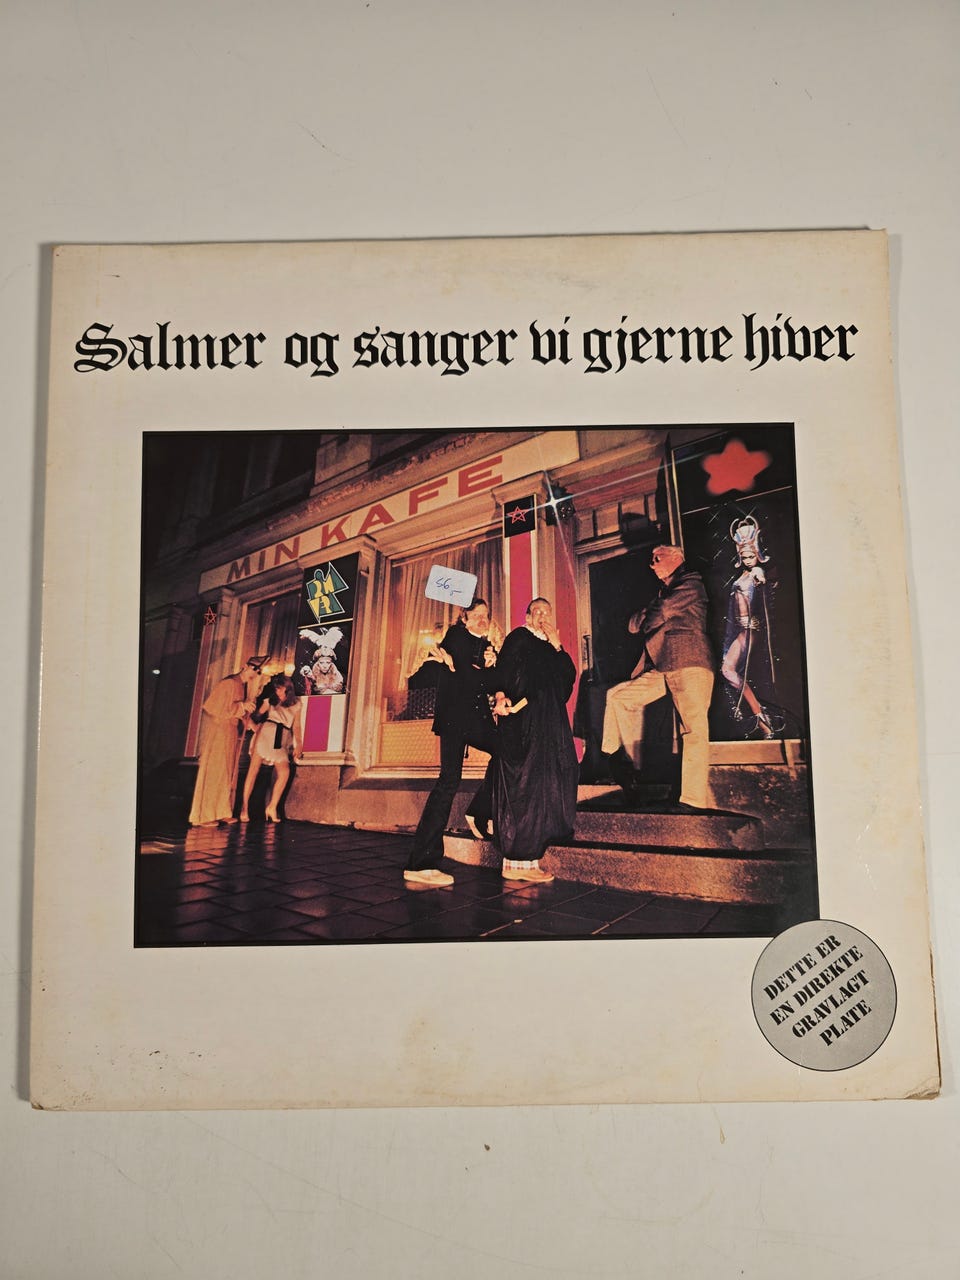 Salmer og sanger vi gjerne hiver
MIN KAFE
56,-
DETTE ER
EN DIREKTE
GRAVLAGT
PLATE